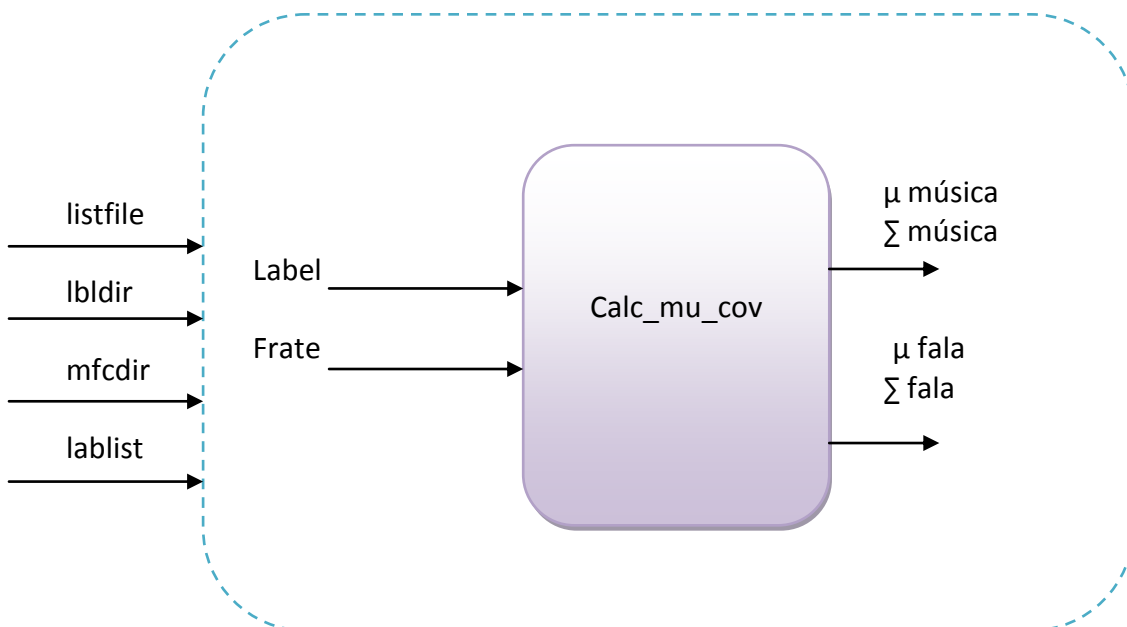 listfile
lbldir
mfcdir
lablist
Label
Frate
Calc_mu_cov
µ música
∑ música
µ fala
∑ fala